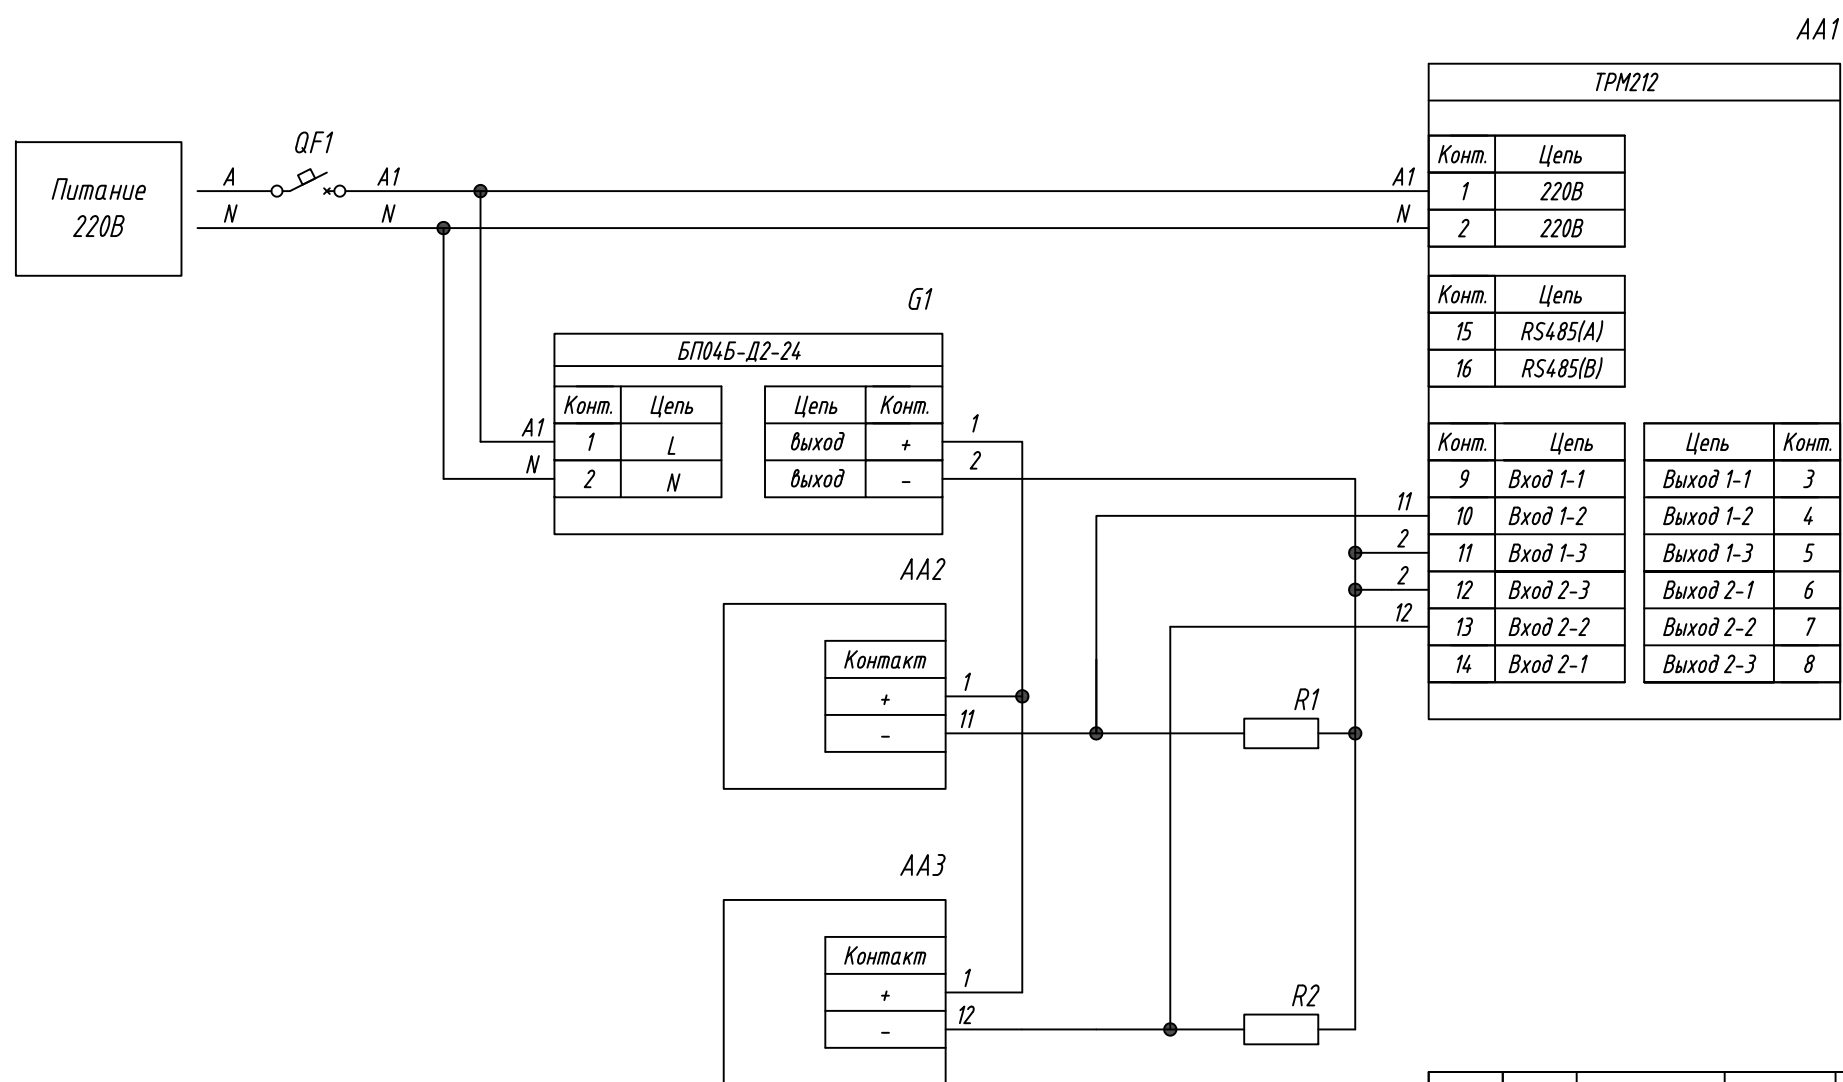 AA1
ТРМ212
QF1
Питание
220В
A
A1
A1
N
N
N
Конт. Цепь
1 220В
2 220В
G1
БП04Б-Д2-24
Конт. Цепь
15 RS485(A)
16 RS485(B)
Конт. Цепь Цепь Конт.
A1 1 L выход + 1
N 2 N выход - 2
Конт. Цепь Цепь Конт.
9 Вход 1-1 Выход 1-1 3
11 10 Вход 1-2 Выход 1-2 4
2 11 Вход 1-3 Выход 1-3 5
2 12 Вход 2-3 Выход 2-1 6
12 13 Вход 2-2 Выход 2-2 7
14 Вход 2-1 Выход 2-3 8
AA2
Контакт
+ 1
- 11
R1
AA3
Контакт
+ 1
- 12
R2